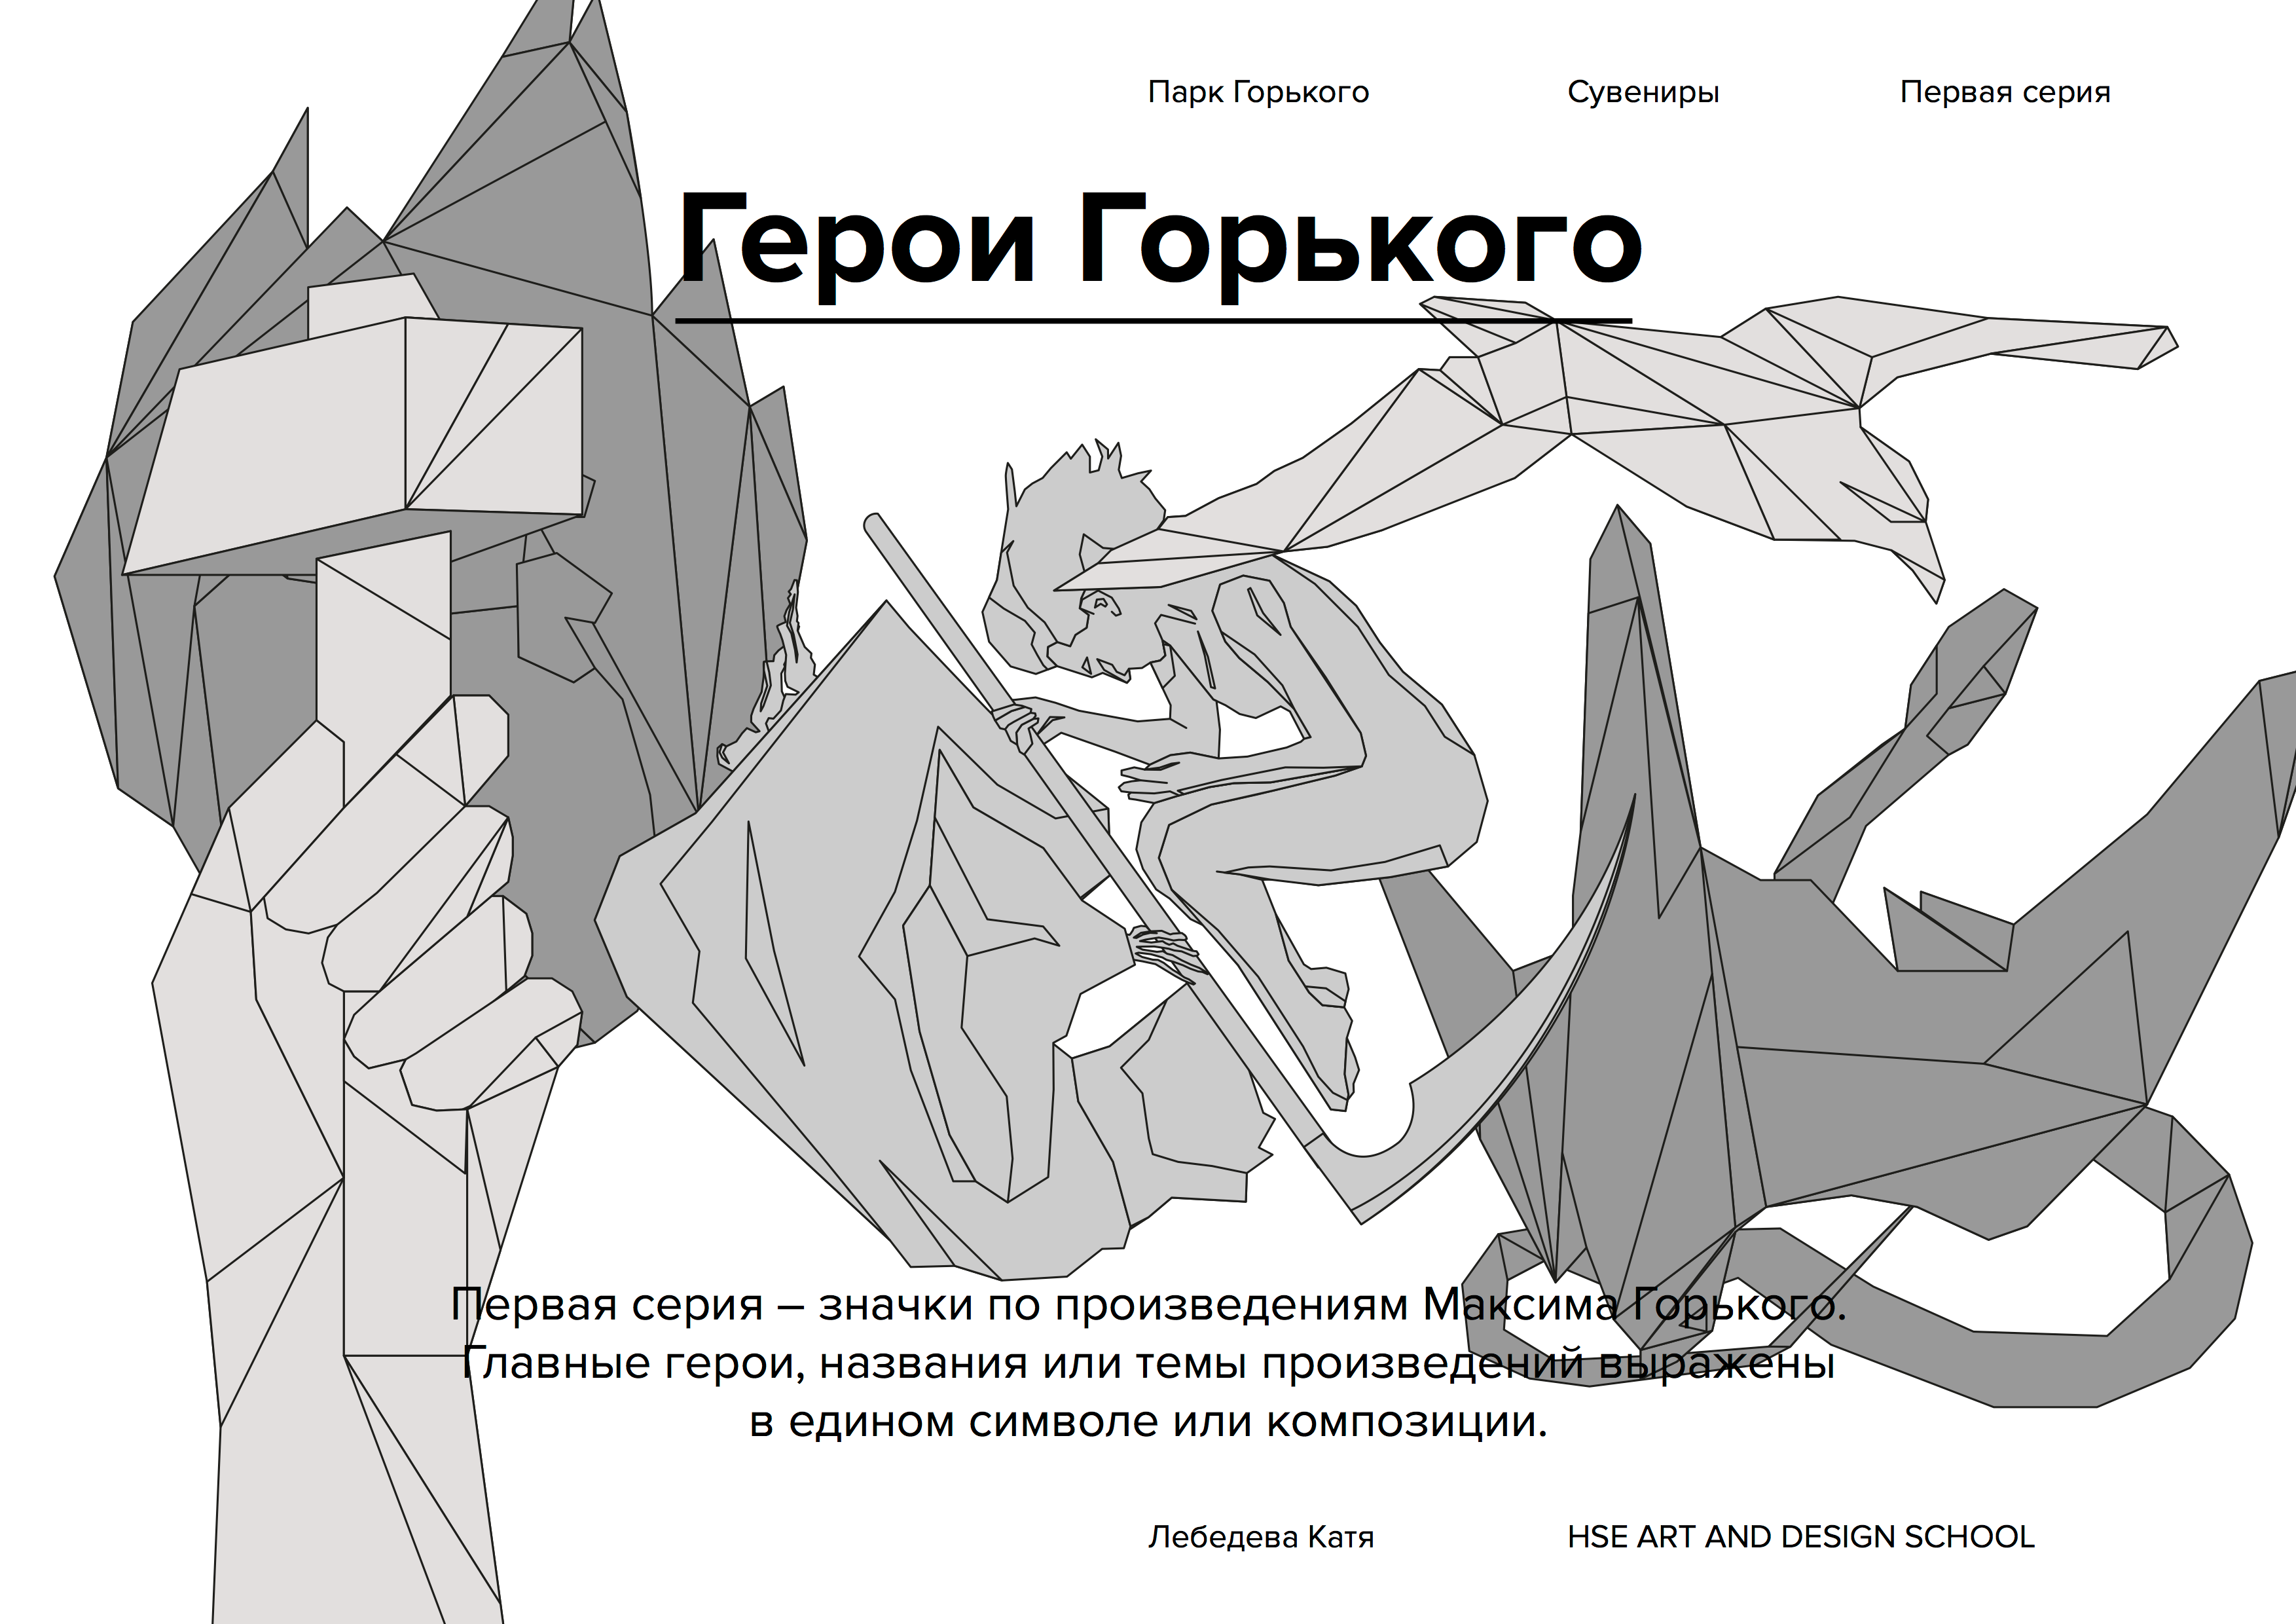 Парк Горького
Сувениры
Первая серия
Герои Горького
Первая серия – значки по произведениям Максима Горького.
Главные герои, названия или темы произведений выражены
в едином символе или композиции.
Лебедева Катя
HSE ART AND DESIGN SCHOOL